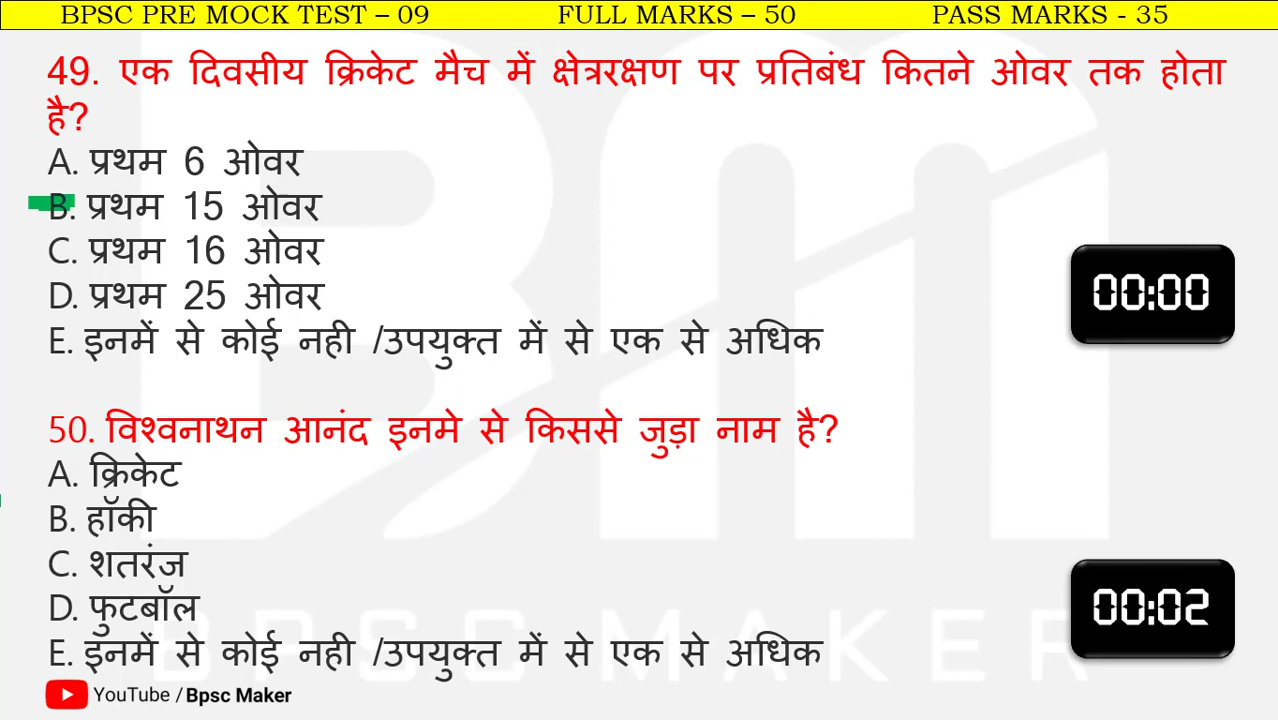 BPSC PRE MOCK TEST – 09 FULL MARKS – 50 PASS MARKS - 35
49. एक दिवसीय क्रिकेट मैच में क्षेत्ररक्षण पर प्रतिबंध कितने ओवर तक होता
है?
A. प्रथम 6 ओवर
B. प्रथम 15 ओवर
C. प्रथम 16 ओवर
D. प्रथम 25 ओवर
E. इनमें से कोई नही /उपयुक्त में से एक से अधिक
00:00
50. विश्वनाथन आनंद इनमे से किससे जुड़ा नाम है?
A. क्रिकेट
B. हॉकी
C. शतरंज
D. फुटबॉल
E. इनमें से कोई नही /उपयुक्त में से एक से अधिक
00:02
BPSC MAKER
YouTube / Bpsc Maker